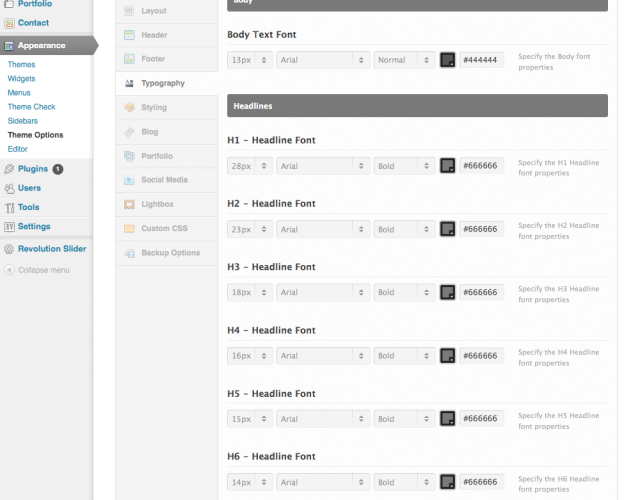 Portfolio
Contact
Appearance
Themes
Widgets
Menus
Theme Check
Sidebars
Theme Options
Editor
Plugins 1
Users
Tools
Settings
Revolution Slider
Collapse menu
Layout
Header
Footer
Typography
Styling
Blog
Portfolio
Social Media
Lightbox
Custom CSS
Backup Options
Body
Body Text Font
13px Arial Normal #444444
Specify the Body font
properties
Headlines
H1 - Headline Font
28px Arial Bold #666666
Specify the H1 Headline
font properties
H2 - Headline Font
23px Arial Bold #666666
Specify the H2 Headline
font properties
H3 - Headline Font
18px Arial Bold #666666
Specify the H3 Headline
font properties
H4 - Headline Font
16px Arial Bold #666666
Specify the H4 Headline
font properties
H5 - Headline Font
15px Arial Bold #666666
Specify the H5 Headline
font properties
H6 - Headline Font
14px Arial Bold #666666
Specify the H6 Headline
font properties